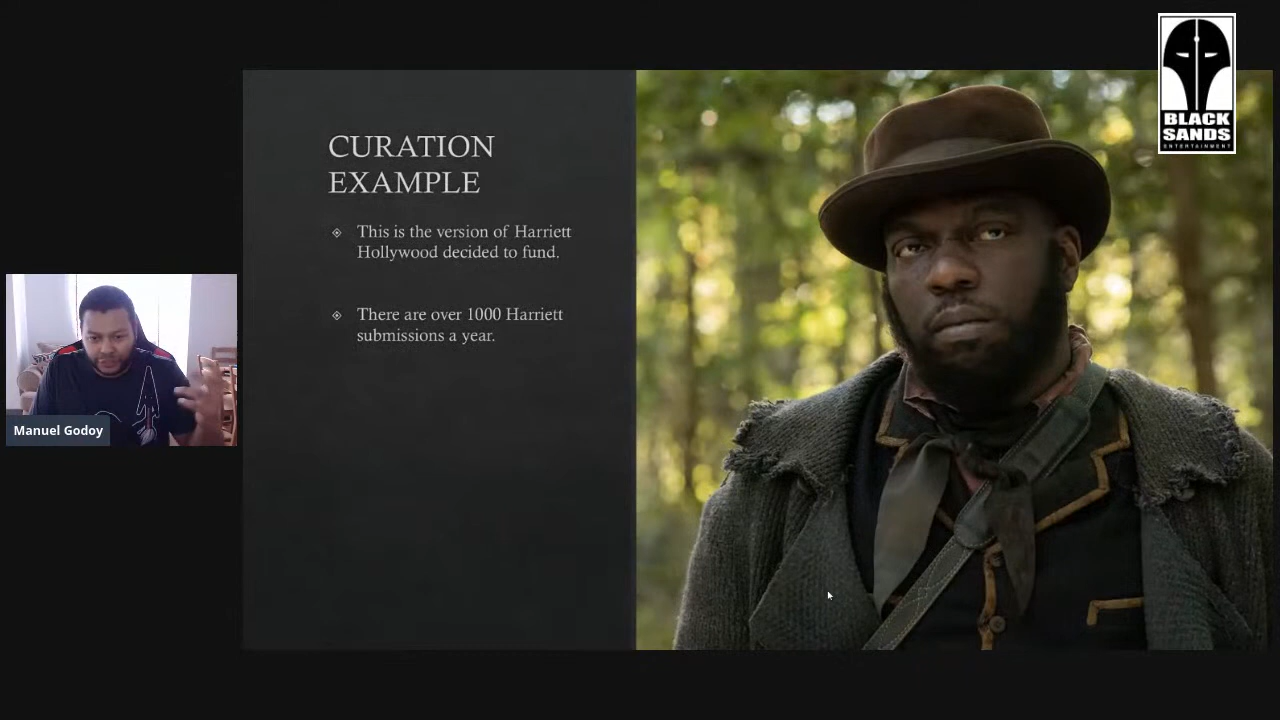 BLACK
SANDS
ENTERTAINMENT
CURATION
EXAMPLE
This is the version of Harriett
Hollywood decided to fund.
There are over 1000 Harriett
submissions a year.
Manuel Godoy